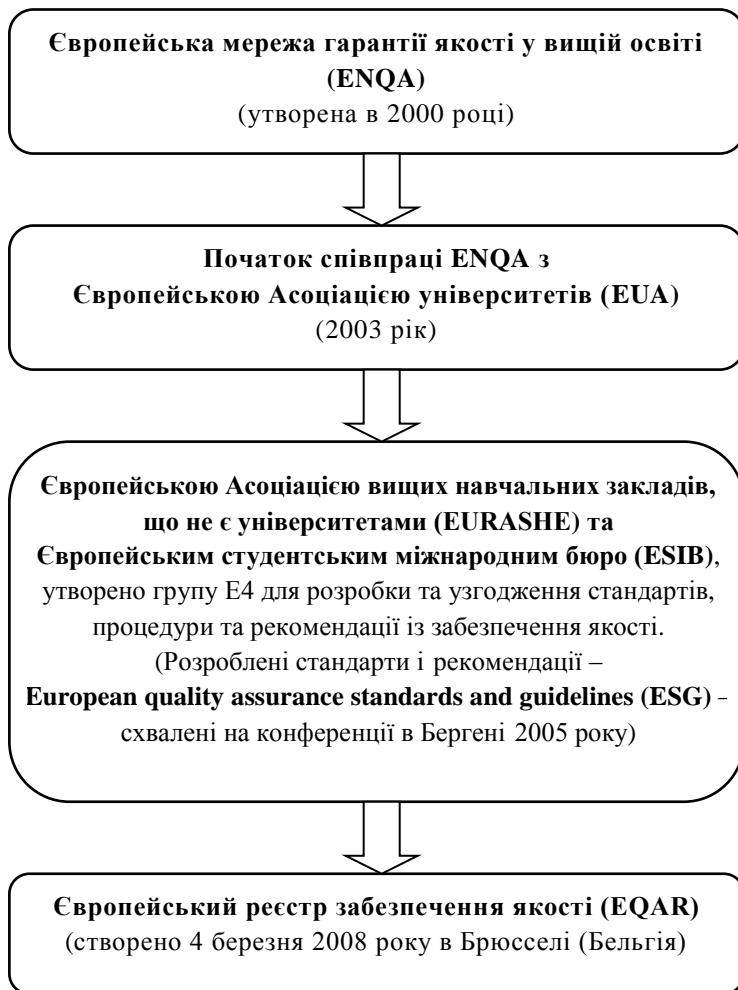 Європейська мережа гарантії якості у вищій освіті
(ENQA)
(утворена в 2000 році)
Початок співпраці ENQA з
Європейською Асоціацією університетів (EUA)
(2003 рік)
Європейською Асоціацією вищих навчальних закладів,
що не є університетами (EURASHE) та
Європейським студентським міжнародним бюро (ESIB),
утворено групу Е4 для розробки та узгодження стандартів,
процедури та рекомендації із забезпечення якості.
(Розроблені стандарти і рекомендації –
European quality assurance standards and guidelines (ESG) –
схвалені на конференції в Бергені 2005 року)
Європейський реєстр забезпечення якості (EQAR)
(створено 4 березня 2008 року в Брюсселі (Бельгія)